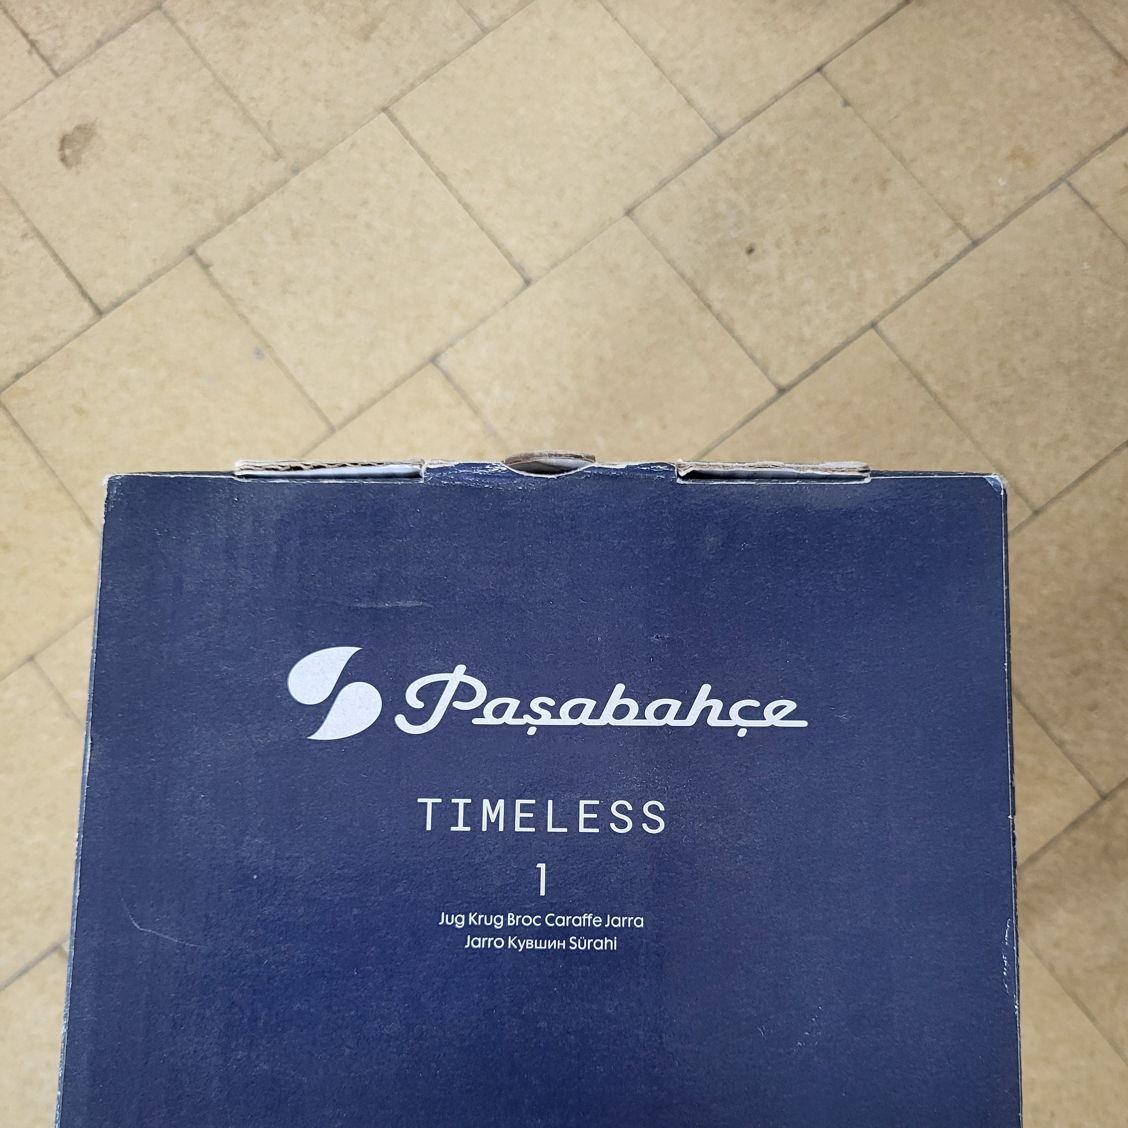 Paşabahçe
TIMELESS
1
Jug Krug Broc Caraffe Jarra
Jarro Кувшин Sürahi